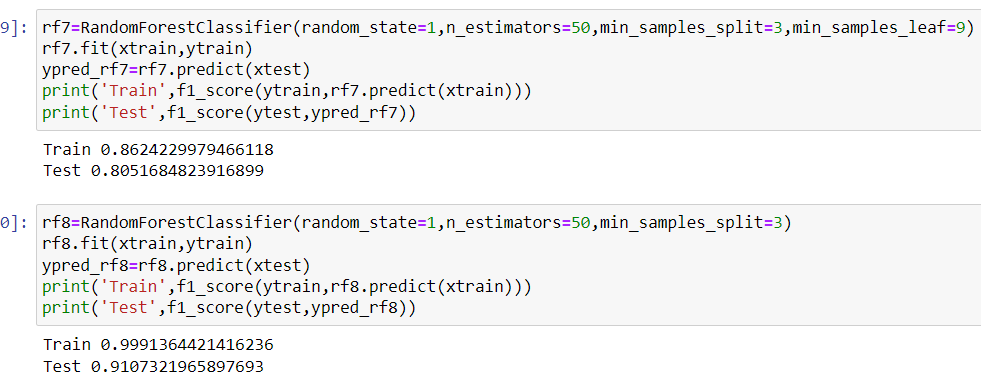 9]: rf7=RandomForestClassifier(random_state=1,n_estimators=50,min_samples_split=3,min_samples_leaf=9)
rf7.fit(xtrain,ytrain)
ypred_rf7=rf7.predict(xtest)
print('Train',f1_score(ytrain,rf7.predict(xtrain)))
print('Test',f1_score(ytest,ypred_rf7))
Train 0.8624229979466118
Test 0.8051684823916899
0]: rf8=RandomForestClassifier(random_state=1,n_estimators=50,min_samples_split=3)
rf8.fit(xtrain,ytrain)
ypred_rf8=rf8.predict(xtest)
print('Train',f1_score(ytrain,rf8.predict(xtrain)))
print('Test',f1_score(ytest,ypred_rf8))
Train 0.9991364421416236
Test 0.9107321965897693